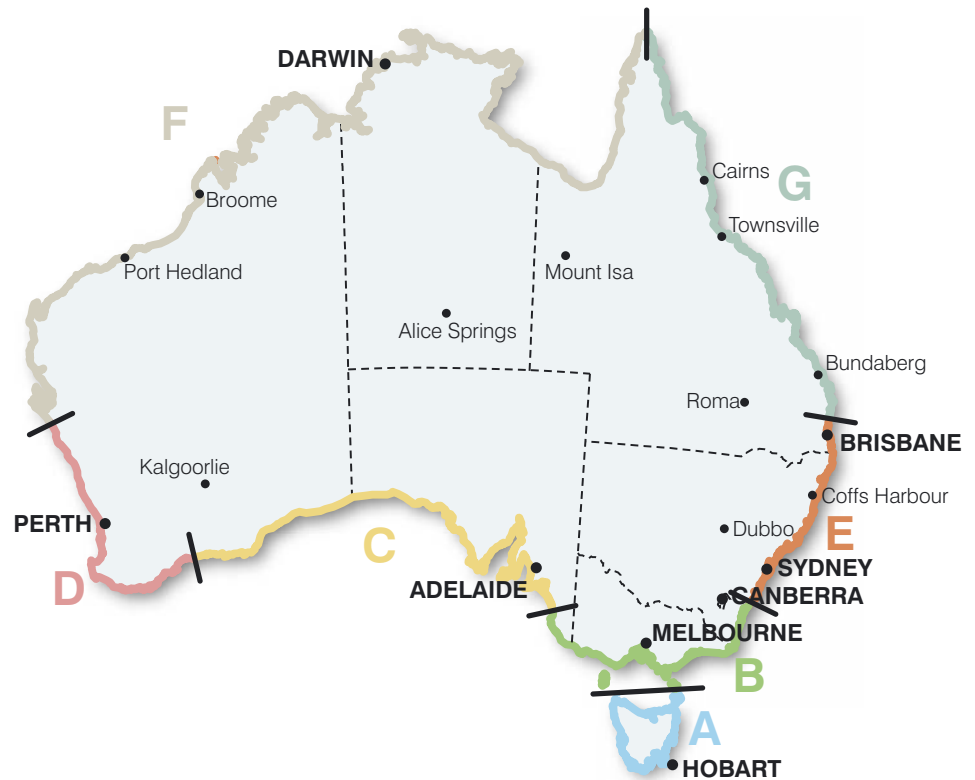 DARWIN
F
Cairns
G
Broome
Townsville
Port Hedland
Mount Isa
Alice Springs
Bundaberg
Roma
BRISBANE
Kalgoorlie
Coffs Harbour
PERTH
C
Dubbo
E
SYDNEY
D
ADELAIDE
CANBERRA
MELBOURNE
B
A
HOBART